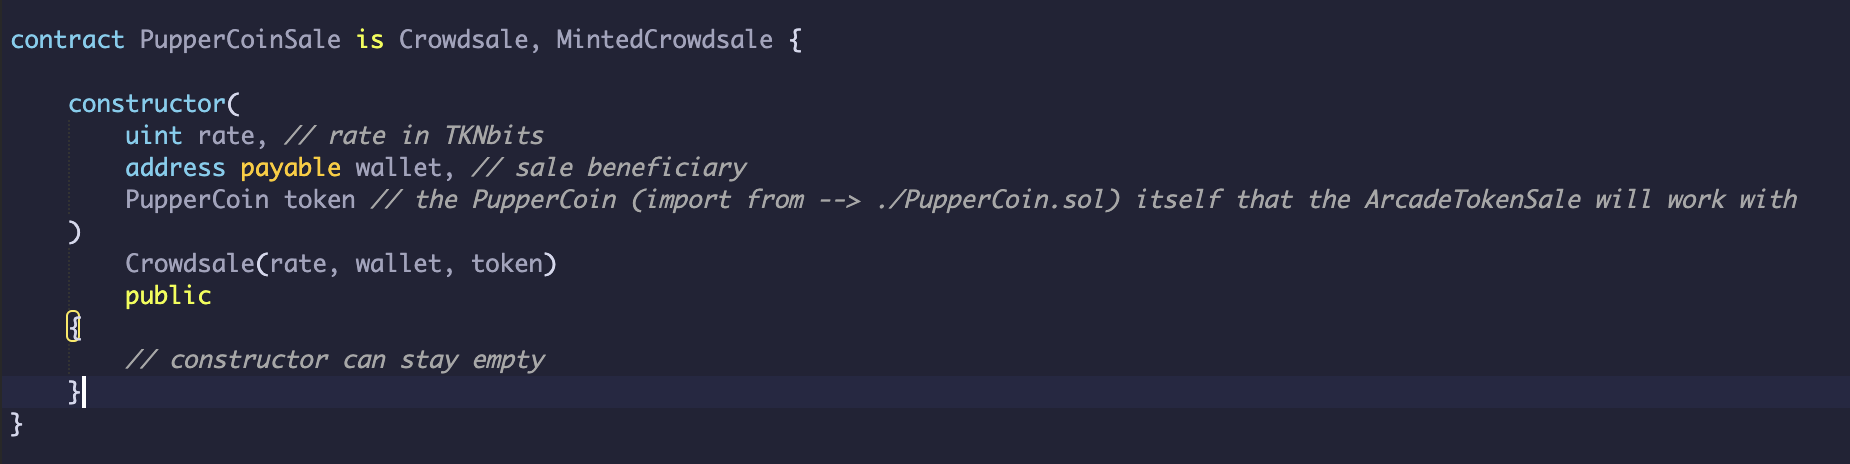 contract PupperCoinSale is Crowdsale, MintedCrowdsale {
constructor(
uint rate, // rate in TKNbits
address payable wallet, // sale beneficiary
PupperCoin token // the PupperCoin (import from --> ./PupperCoin.sol) itself that the ArcadeTokenSale will work with
)
Crowdsale(rate, wallet, token)
public
{
// constructor can stay empty
}
}